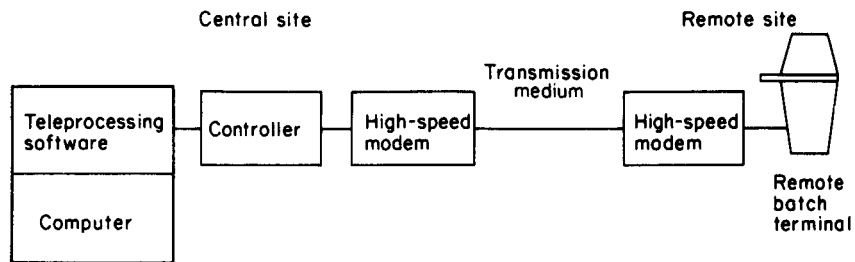 Central site
Remote site
Transmission
medium
Teleprocessing
software
Controller
High-speed
modem
High-speed
modem
Computer
Remote
batch
terminal